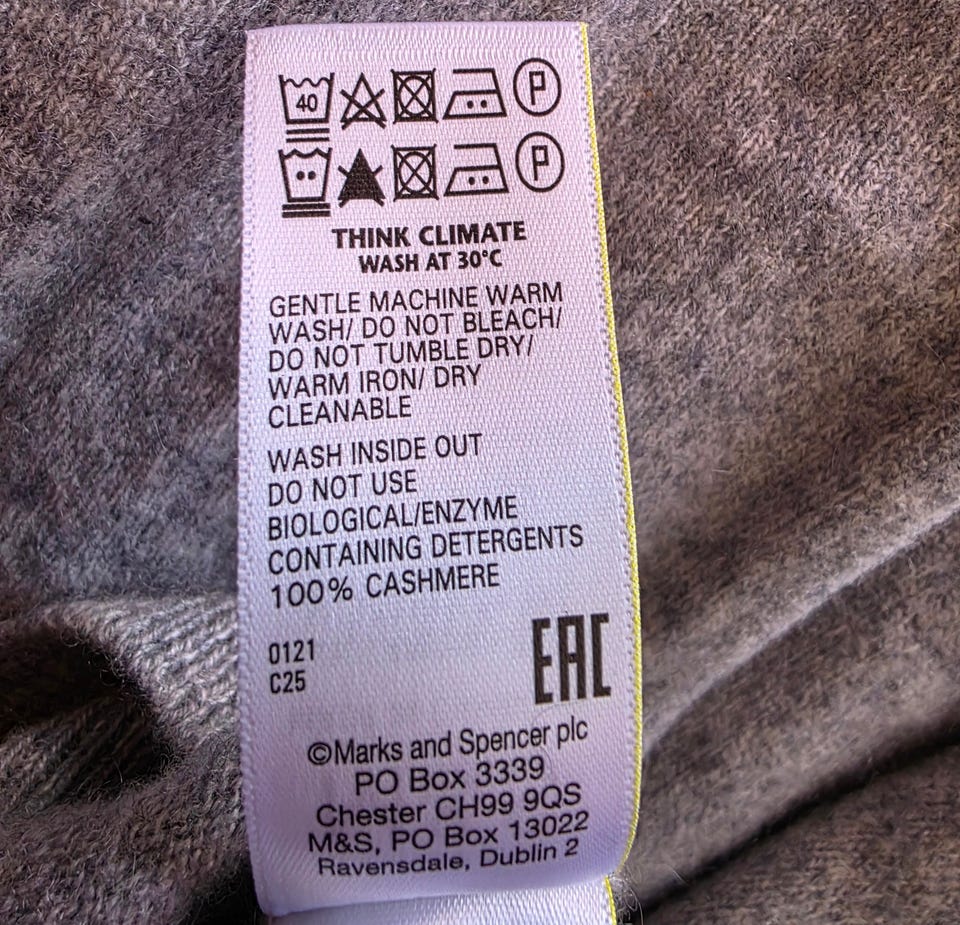 40 P
P
THINK CLIMATE
WASH AT 30°C
GENTLE MACHINE WARM
WASH/ DO NOT BLEACH/
DO NOT TUMBLE DRY/
WARM IRON/ DRY
CLEANABLE
WASH INSIDE OUT
DO NOT USE
BIOLOGICAL/ENZYME
CONTAINING DETERGENTS
100% CASHMERE
0121
C25
EAC
©Marks and Spencer plc
PO Box 3339
Chester CH99 9QS
M&S, PO Box 13022
Ravensdale, Dublin 2